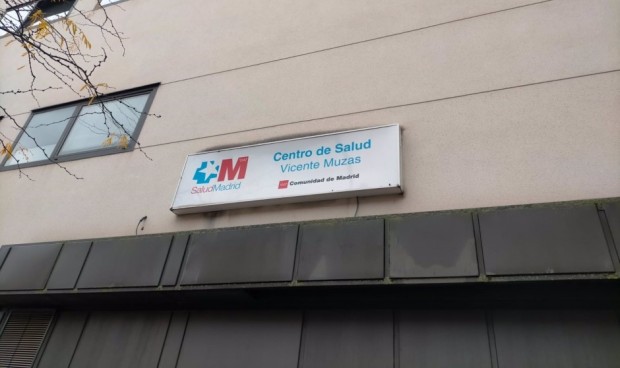 M
SaludMadrid
Centro de Salud
Vicente Muzas
Comunidad de Madrid